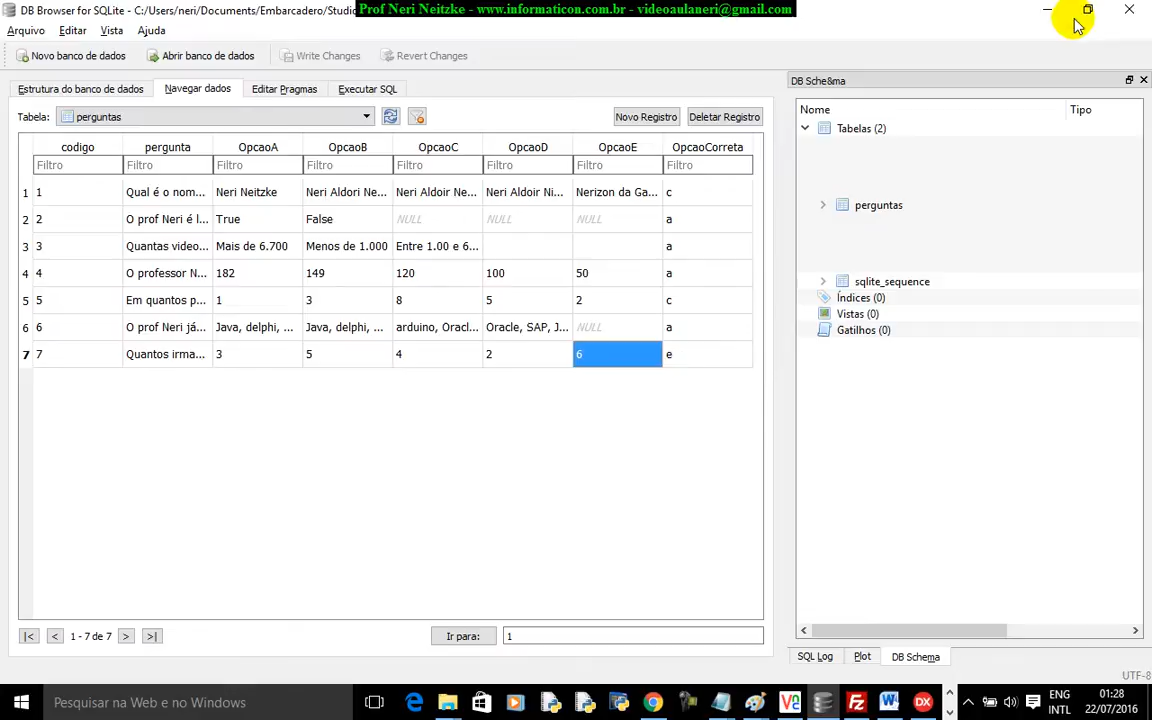 DB Browser for SQLite - C:/Users/neri/Documents/Embarcadero/Studio
Prof Neri Neitzke - www.informaticon.com.br - videoaulaneri@gmail.com
Arquivo Editar Vista Ajuda
Novo banco de dados Abrir banco de dados Write Changes Revert Changes
Estrutura do banco de dados Navegar dados Editar Pragmas Executar SQL
Tabela: perguntas Novo Registro Deletar Registro
codigo pergunta OpcaoA OpcaoB OpcaoC OpcaoD OpcaoE OpcaoCorreta
Filtro Filtro Filtro Filtro Filtro Filtro Filtro Filtro
1 1 Qual é o nom... Neri Neitzke Neri Aldori Ne... Neri Aldoir Ne... Neri Aldoir Ni... Nerizon da Ga... c
2 2 O prof Neri é l... True False NULL NULL NULL a
3 3 Quantas video... Mais de 6.700 Menos de 1.000 Entre 1.00 e 6... a
4 4 O professor N... 182 149 120 100 50 a
5 5 Em quantos p... 1 3 8 5 2 c
6 6 O prof Neri já... Java, delphi, ... Java, delphi, ... arduino, Oracl... Oracle, SAP, J... NULL a
7 7 Quantos irma... 3 5 4 2 6 e
|< < 1 - 7 de 7 > >| Ir para: 1
DB Sche&ma
Nome Tipo
Tabelas (2)
perguntas
sqlite_sequence
Índices (0)
Vistas (0)
Gatilhos (0)
SQL Log Plot DB Schema
UTF-8
Pesquisar na Web e no Windows
ENG
INTL
01:28
22/07/2016